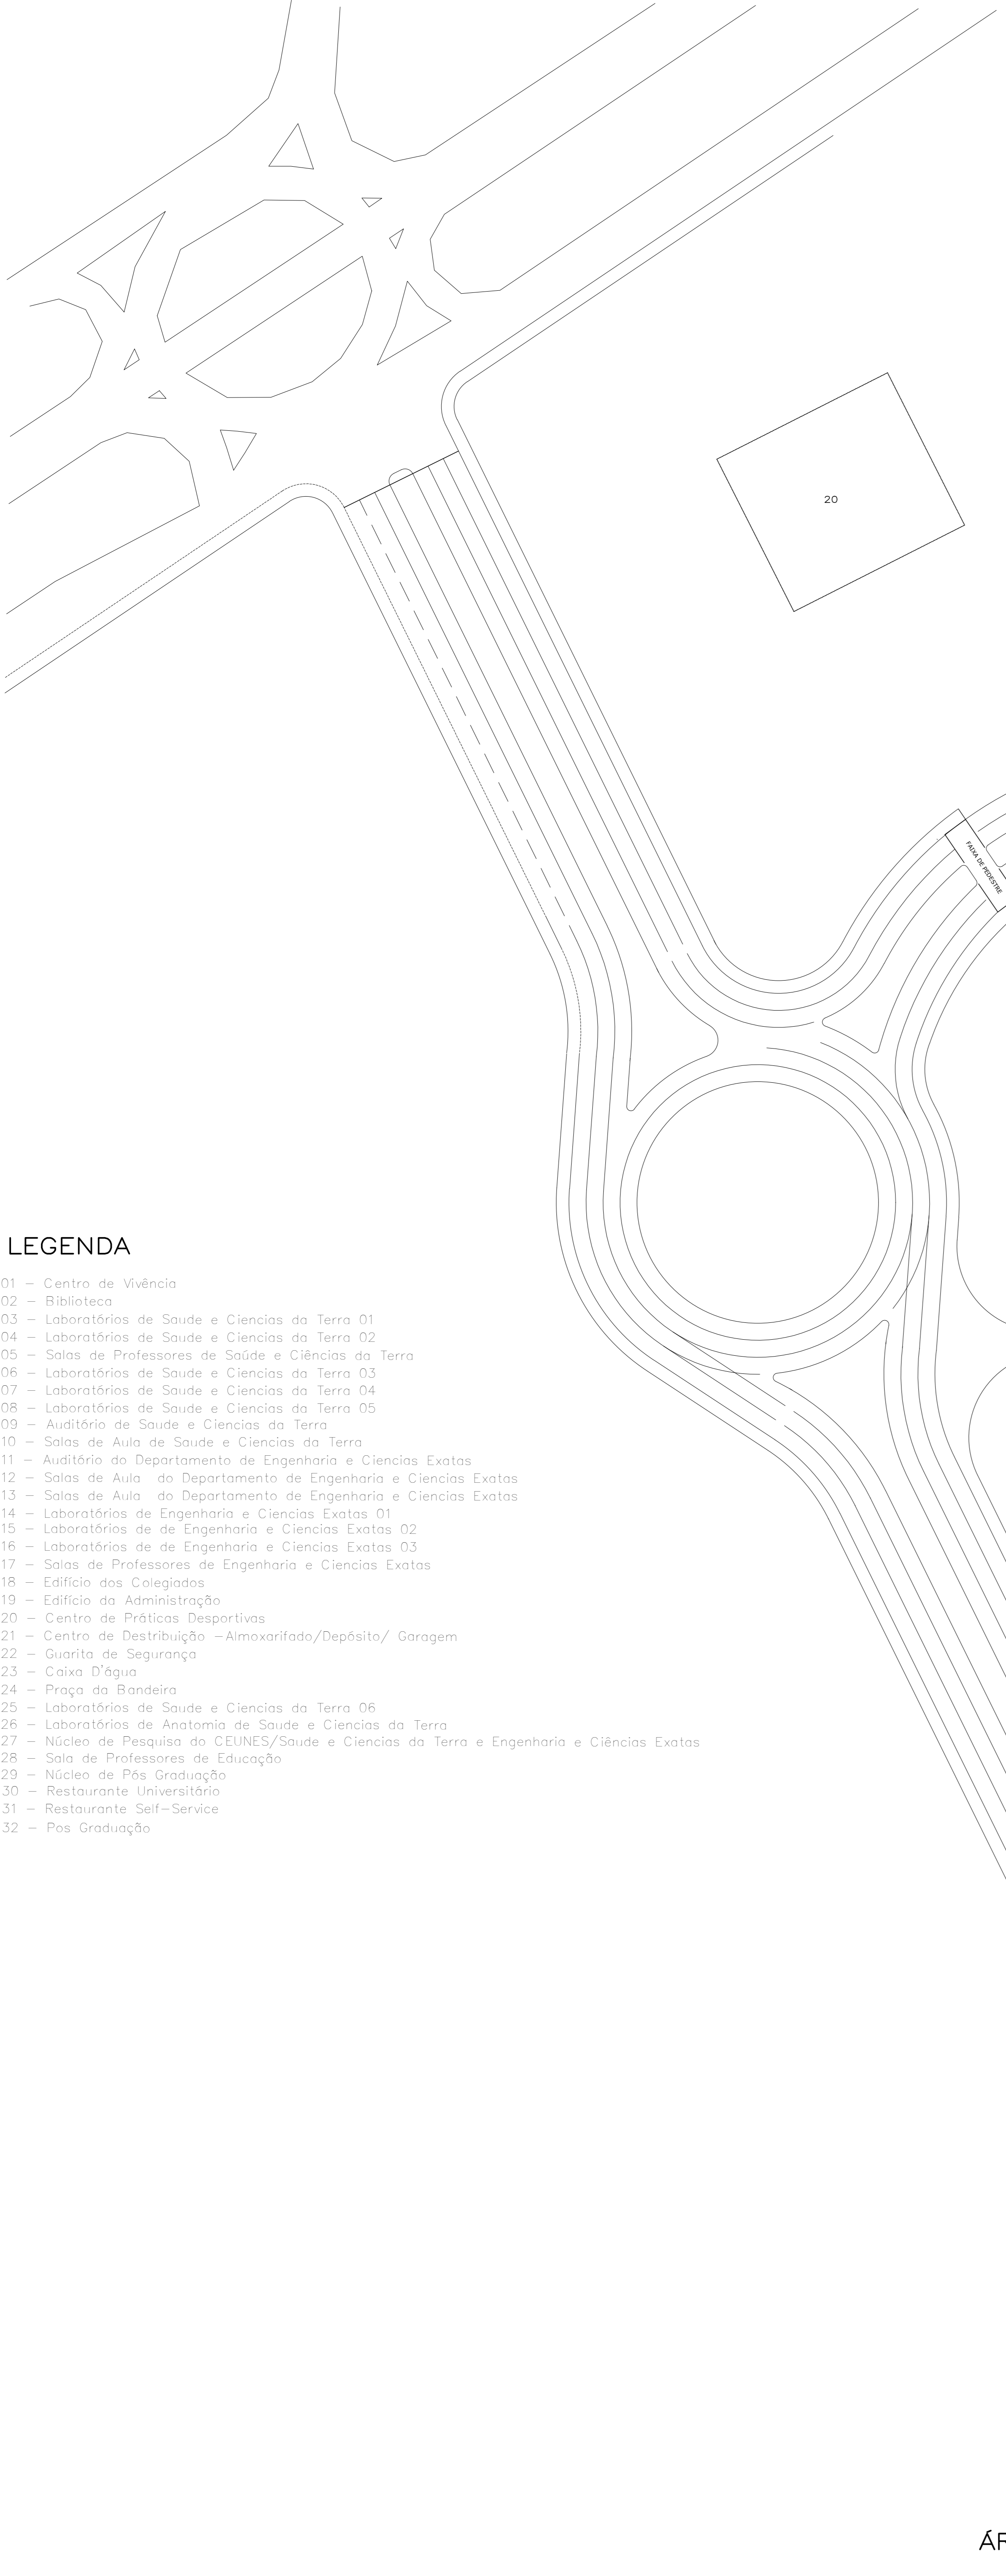 20
FAIXA DE PEDESTRE
LEGENDA
01 - Centro de Vivência
02 - Biblioteca
03 - Laboratórios de Saude e Ciencias da Terra 01
04 - Laboratórios de Saude e Ciencias da Terra 02
05 - Salas de Professores de Saúde e Ciências da Terra
06 - Laboratórios de Saude e Ciencias da Terra 03
07 - Laboratórios de Saude e Ciencias da Terra 04
08 - Laboratórios de Saude e Ciencias da Terra 05
09 - Auditório de Saude e Ciencias da Terra
10 - Salas de Aula de Saude e Ciencias da Terra
11 - Auditório do Departamento de Engenharia e Ciencias Exatas
12 - Salas de Aula do Departamento de Engenharia e Ciencias Exatas
13 - Salas de Aula do Departamento de Engenharia e Ciencias Exatas
14 - Laboratórios de Engenharia e Ciencias Exatas 01
15 - Laboratórios de de Engenharia e Ciencias Exatas 02
16 - Laboratórios de de Engenharia e Ciencias Exatas 03
17 - Salas de Professores de Engenharia e Ciencias Exatas
18 - Edifício dos Colegiados
19 - Edifício da Administração
20 - Centro de Práticas Desportivas
21 - Centro de Destribuição -Almoxarifado/Depósito/ Garagem
22 - Guarita de Segurança
23 - Caixa D'água
24 - Praça da Bandeira
25 - Laboratórios de Saude e Ciencias da Terra 06
26 - Laboratórios de Anatomia de Saude e Ciencias da Terra
27 - Núcleo de Pesquisa do CEUNES/Saude e Ciencias da Terra e Engenharia e Ciências Exatas
28 - Sala de Professores de Educação
29 - Núcleo de Pós Graduação
30 - Restaurante Universitário
31 - Restaurante Self-Service
32 - Pos Graduação